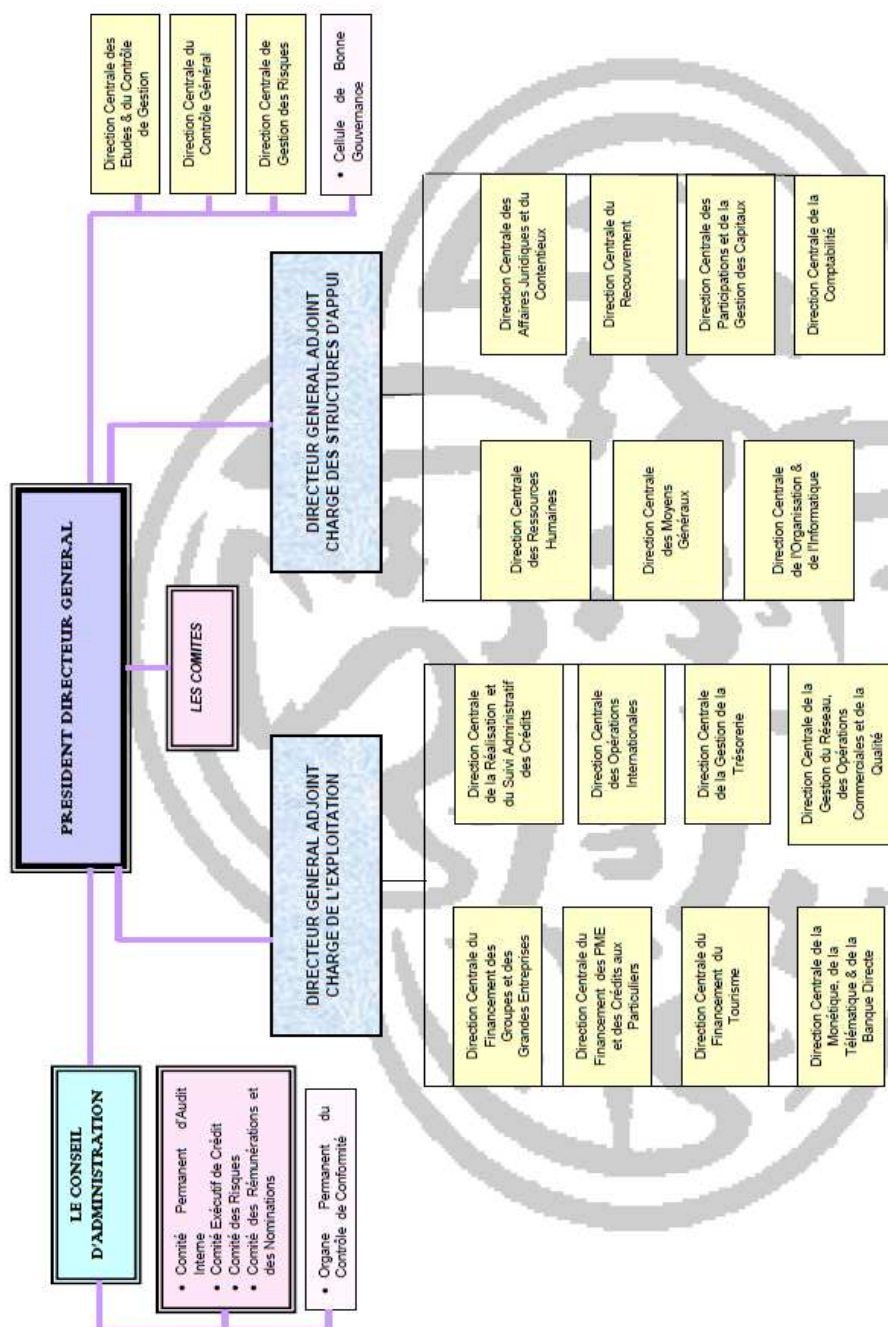 PRESIDENT DIRECTEUR GENERAL
LE CONSEIL
D'ADMINISTRATION
• Comité Permanent d'Audit
Interne
• Comité Exécutif de Crédit
• Comité des Risques
• Comité des Rémunérations et
des Nominations
• Organe Permanent du
Contrôle de Conformité
LES COMITES
Direction Centrale des
Etudes & du Contrôle
de Gestion
Direction Centrale du
Contrôle Général
Direction Centrale de
Gestion des Risques
• Cellule de Bonne
Gouvernance
DIRECTEUR GENERAL ADJOINT
CHARGE DE L'EXPLOITATION
DIRECTEUR GENERAL ADJOINT
CHARGE DES STRUCTURES D'APPUI
Direction Centrale du
Financement des
Groupes et des
Grandes Entreprises
Direction Centrale du
Financement des PME
et des Crédits aux
Particuliers
Direction Centrale du
Financement du
Tourisme
Direction Centrale de la
Monétique, de la
Télématique & de la
Banque Directe
Direction Centrale
de la Réalisation et
du Suivi Administratif
des Crédits
Direction Centrale
des Opérations
Internationales
Direction Centrale
de la Gestion de la
Trésorerie
Direction Centrale de la
Gestion du Réseau,
des Opérations
Commerciales et de la
Qualité
Direction Centrale
des Ressources
Humaines
Direction Centrale
des Moyens
Généraux
Direction Centrale
de l'Organisation &
de l'Informatique
Direction Centrale des
Affaires Juridiques et du
Contentieux
Direction Centrale du
Recouvrement
Direction Centrale des
Participations et de la
Gestion des Capitaux
Direction Centrale de la
Comptabilité